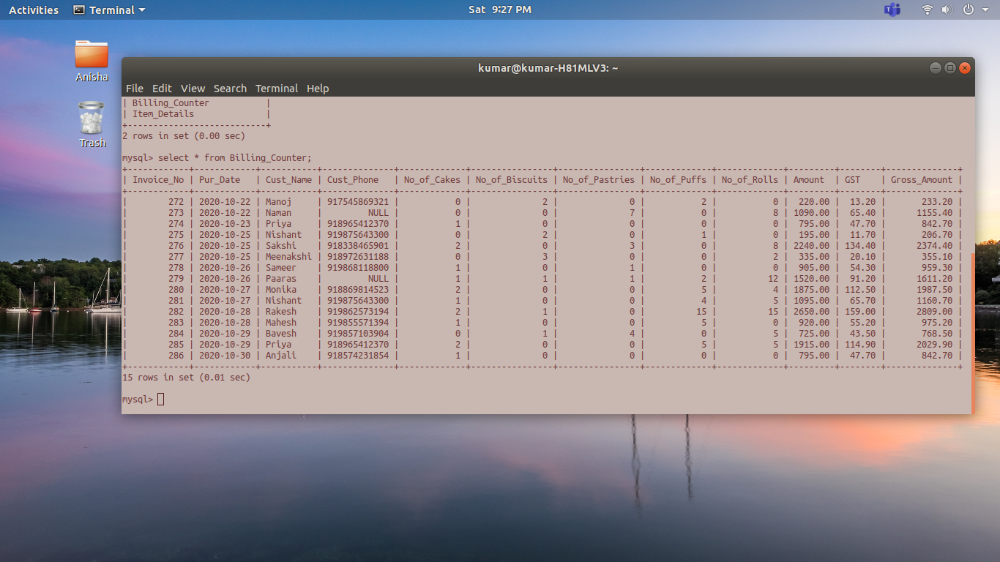 Activities Terminal Sat 9:27 PM
Anisha
Trash
kumar@kumar-H81MLV3: ~
File Edit View Search Terminal Help
| Billing_Counter           |
| Item_Details              |
+---------------------------+
2 rows in set (0.00 sec)
mysql> select * from Billing_Counter;
+------------+------------+-----------+--------------+-------------+----------------+----------------+-------------+-------------+---------+--------+--------------+
| Invoice_No | Pur_Date   | Cust_Name | Cust_Phone   | No_of_Cakes | No_of_Biscuits | No_of_Pastries | No_of_Puffs | No_of_Rolls | Amount  | GST    | Gross_Amount |
+------------+------------+-----------+--------------+-------------+----------------+----------------+-------------+-------------+---------+--------+--------------+
|        272 | 2020-10-22 | Manoj     | 917545869321 |           0 |              2 |              0 |           2 |           0 |  220.00 |  13.20 |       233.20 |
|        273 | 2020-10-22 | Naman     |         NULL |           0 |              0 |              7 |           0 |           8 | 1090.00 |  65.40 |      1155.40 |
|        274 | 2020-10-23 | Priya     | 918965412370 |           1 |              0 |              0 |           0 |           0 |  795.00 |  47.70 |       842.70 |
|        275 | 2020-10-25 | Nishant   | 919875643300 |           0 |              2 |              0 |           1 |           0 |  195.00 |  11.70 |       206.70 |
|        276 | 2020-10-25 | Sakshi    | 918338465901 |           2 |              0 |              3 |           0 |           8 | 2240.00 | 134.40 |      2374.40 |
|        277 | 2020-10-25 | Meenakshi | 918972631188 |           0 |              3 |              0 |           0 |           2 |  335.00 |  20.10 |       355.10 |
|        278 | 2020-10-26 | Sameer    | 919868118800 |           1 |              0 |              1 |           0 |           0 |  905.00 |  54.30 |       959.30 |
|        279 | 2020-10-26 | Paaras    |         NULL |           1 |              1 |              1 |           2 |          12 | 1520.00 |  91.20 |      1611.20 |
|        280 | 2020-10-27 | Monika    | 918869814523 |           2 |              0 |              0 |           5 |           4 | 1875.00 | 112.50 |      1987.50 |
|        281 | 2020-10-27 | Nishant   | 919875643300 |           1 |              0 |              0 |           4 |           5 | 1095.00 |  65.70 |      1160.70 |
|        282 | 2020-10-28 | Rakesh    | 919862573194 |           2 |              1 |              0 |          15 |          15 | 2650.00 | 159.00 |      2809.00 |
|        283 | 2020-10-28 | Mahesh    | 919855571394 |           1 |              0 |              0 |           5 |           0 |  920.00 |  55.20 |       975.20 |
|        284 | 2020-10-29 | Bavesh    | 919857103904 |           0 |              1 |              4 |           0 |           5 |  725.00 |  43.50 |       768.50 |
|        285 | 2020-10-29 | Priya     | 918965412370 |           2 |              0 |              0 |           5 |           5 | 1915.00 | 114.90 |      2029.90 |
|        286 | 2020-10-30 | Anjali    | 918574231854 |           1 |              0 |              0 |           0 |           0 |  795.00 |  47.70 |       842.70 |
+------------+------------+-----------+--------------+-------------+----------------+----------------+-------------+-------------+---------+--------+--------------+
15 rows in set (0.01 sec)
mysql>